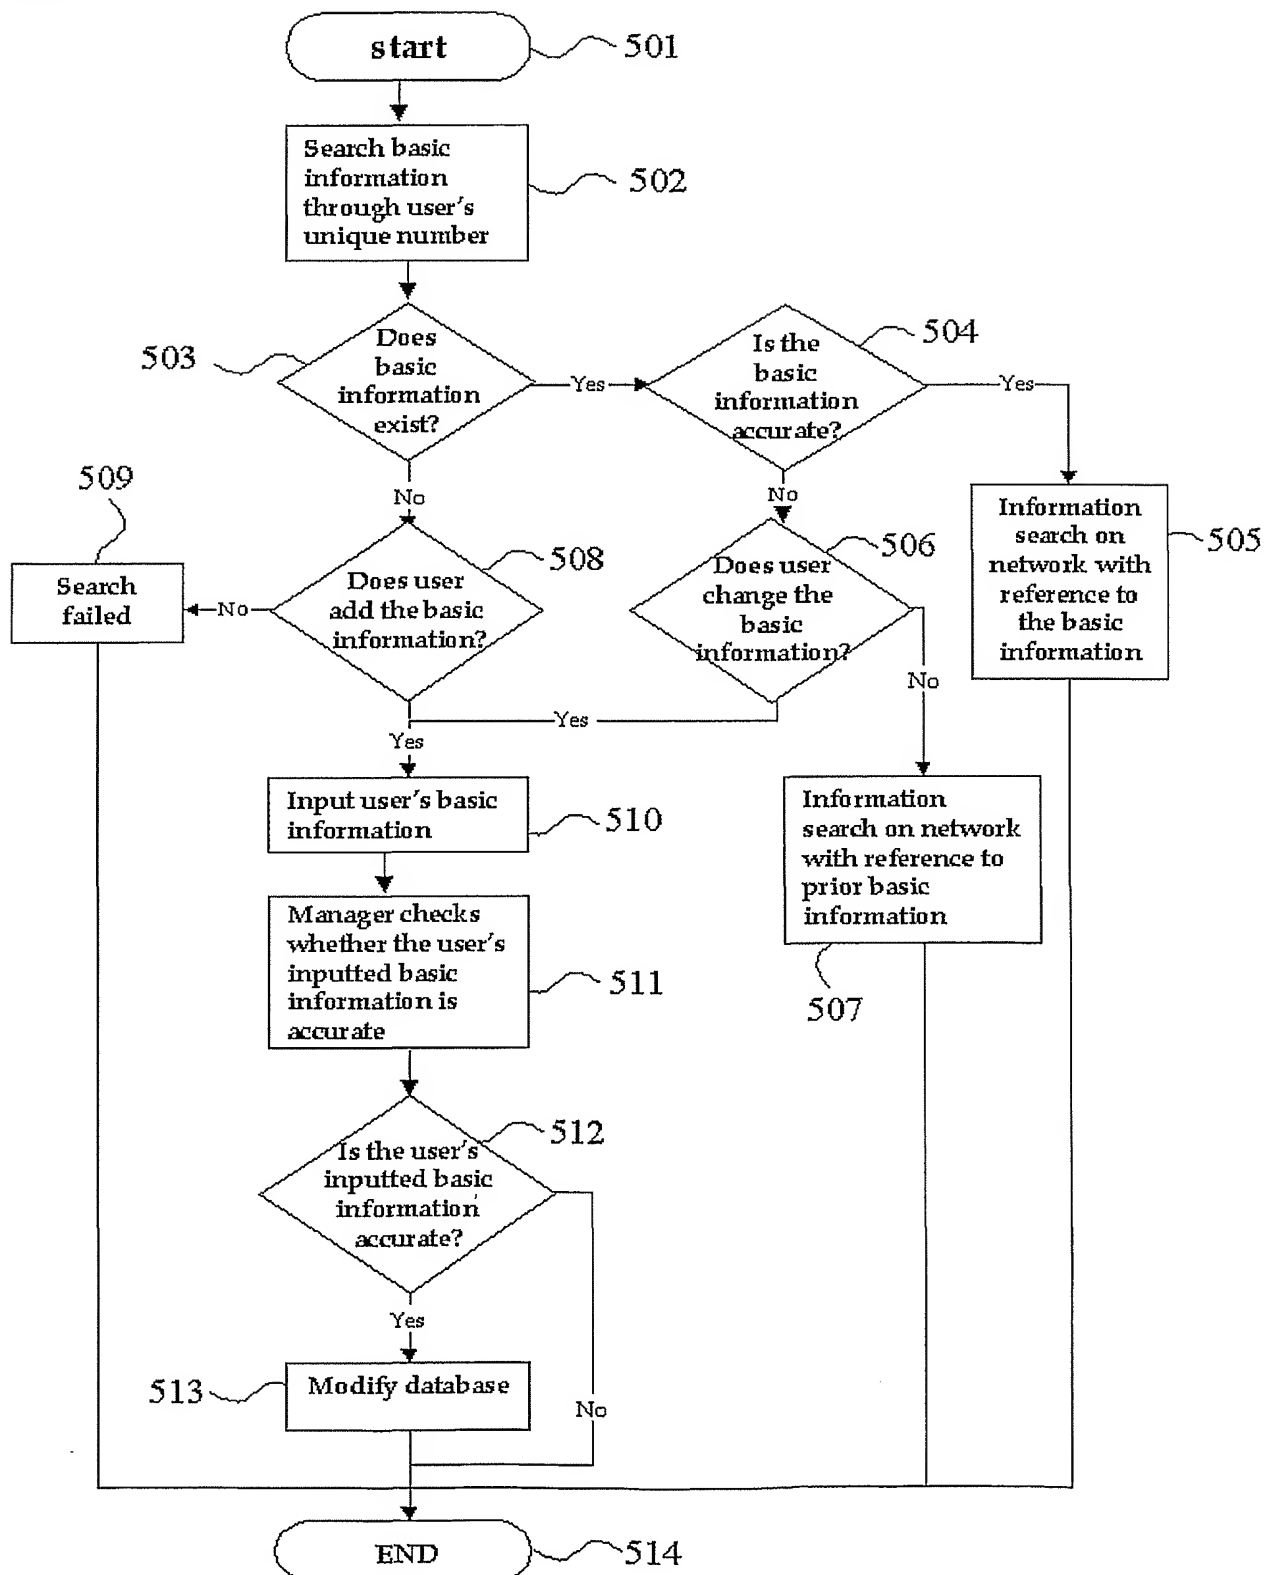 start
501
Search basic
information
through user's
unique number
502
503
Does
basic
information
exist?
Yes
Is the
basic
information
accurate?
504
Yes
No
No
509
Search
failed
No
Does user
add the basic
information?
508
Does user
change the
basic
information?
506
No
Information
search on
network with
reference to
the basic
information
505
Yes
Yes
Input user's basic
information
510
Information
search on network
with reference to
prior basic
information
507
Manager checks
whether the user's
inputted basic
information is
accurate
511
Is the user's
inputted basic
information
accurate?
512
Yes
No
513
Modify database
END
514